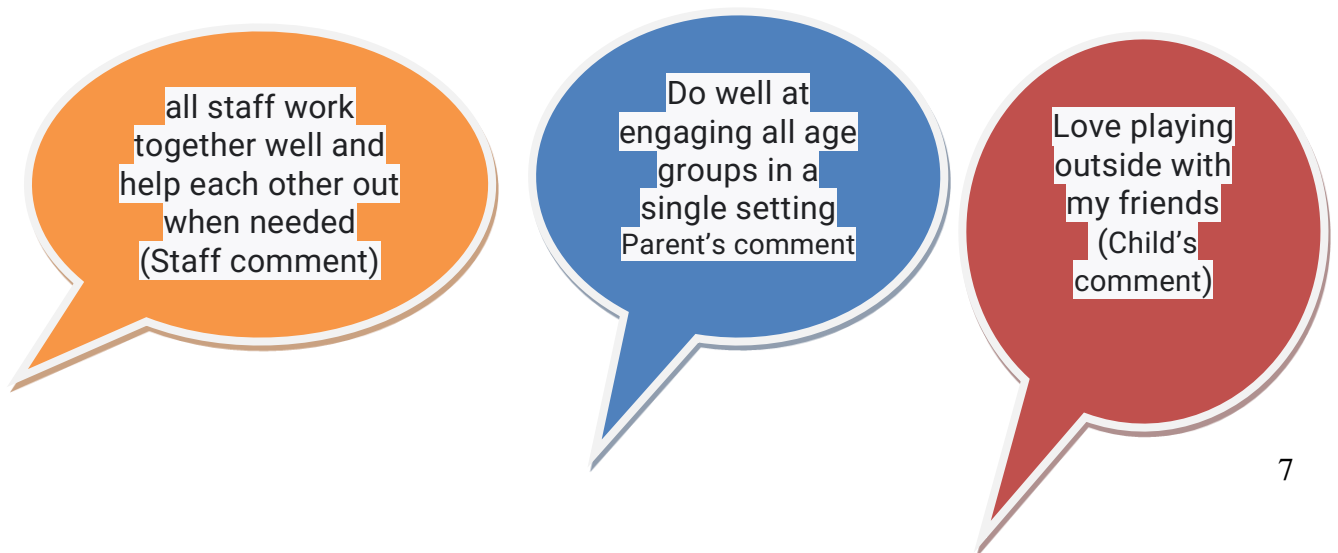 all staff work
together well and
help each other out
when needed
(Staff comment)
Do well at
engaging all age
groups in a
single setting
Parent’s comment
Love playing
outside with
my friends
(Child’s
comment)
7